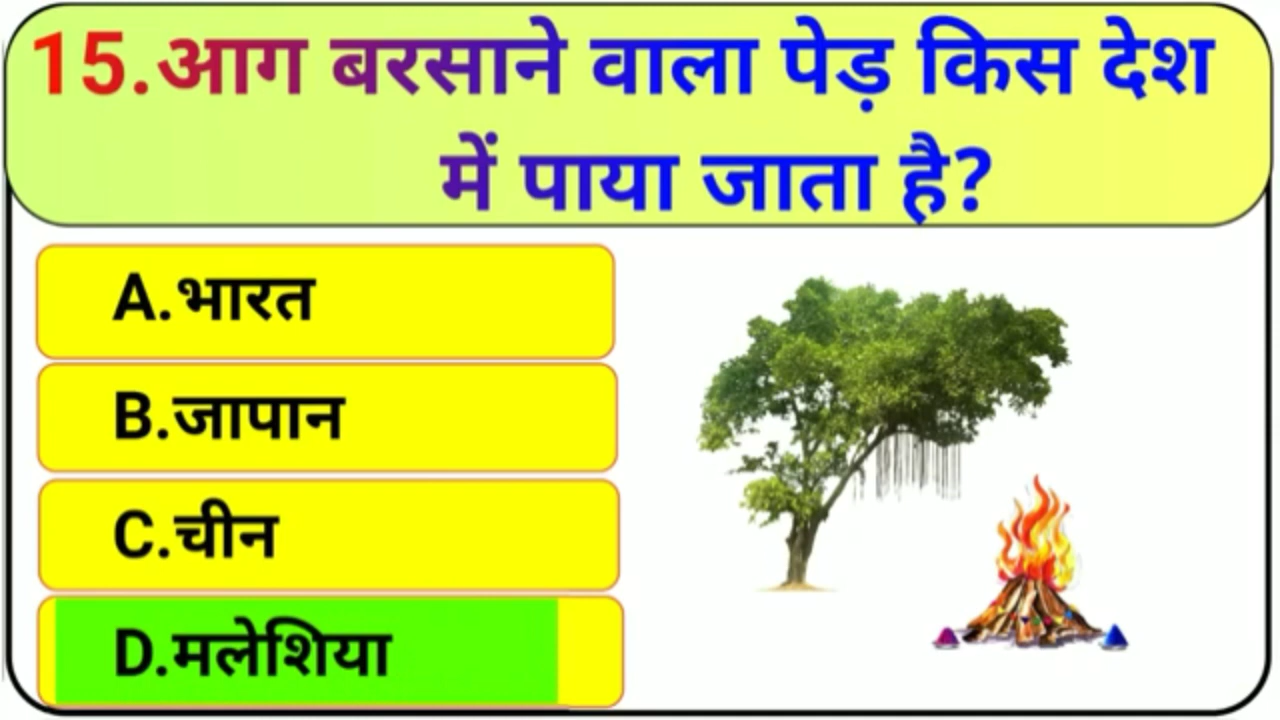 15.आग बरसाने वाला पेड़ किस देश
में पाया जाता है?
A.भारत
B.जापान
C.चीन
D.मलेशिया